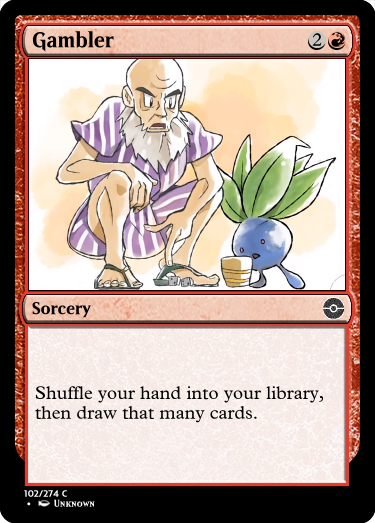 Gambler 2
Sorcery
Shuffle your hand into your library,
then draw that many cards.
102/274 C
• Unknown